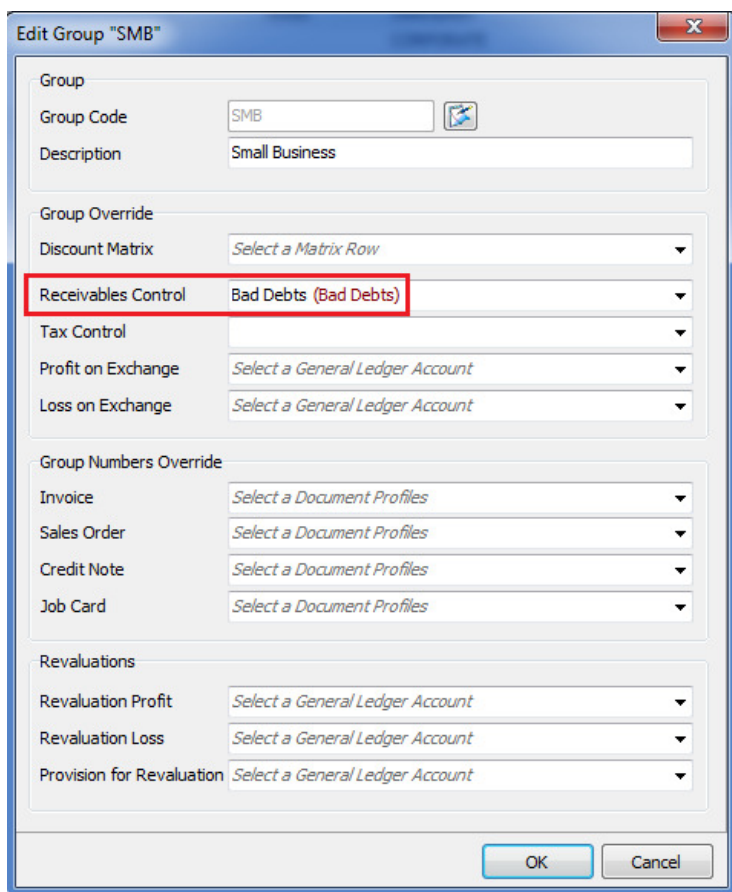 Edit Group "SMB"
Group
Group Code SMB
Description Small Business
Group Override
Discount Matrix Select a Matrix Row
Receivables Control Bad Debts (Bad Debts)
Tax Control
Profit on Exchange Select a General Ledger Account
Loss on Exchange Select a General Ledger Account
Group Numbers Override
Invoice Select a Document Profiles
Sales Order Select a Document Profiles
Credit Note Select a Document Profiles
Job Card Select a Document Profiles
Revaluations
Revaluation Profit Select a General Ledger Account
Revaluation Loss Select a General Ledger Account
Provision for Revaluation Select a General Ledger Account
OK Cancel